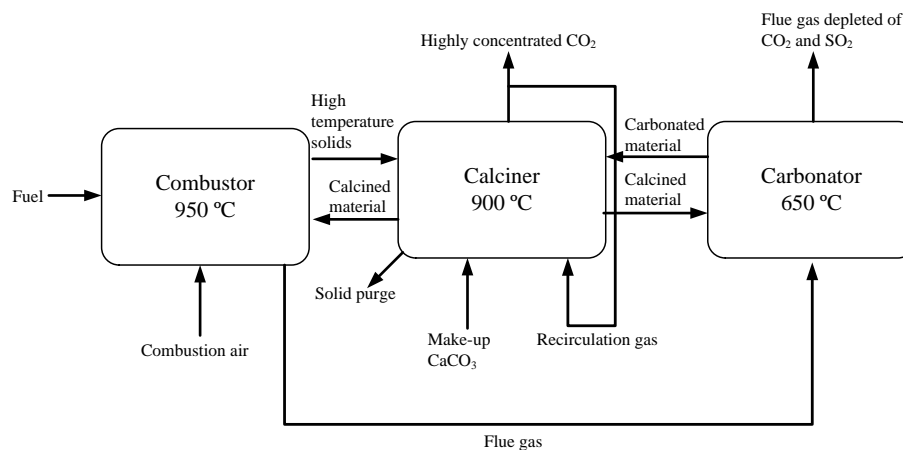 Flue gas depleted of
CO₂ and SO₂
Highly concentrated CO₂
High
temperature
solids
Carbonated
material
Fuel
Combustor
950 ºC
Calcined
material
Calciner
900 ºC
Calcined
material
Carbonator
650 ºC
Solid purge
Combustion air
Make-up
CaCO₃
Recirculation gas
Flue gas